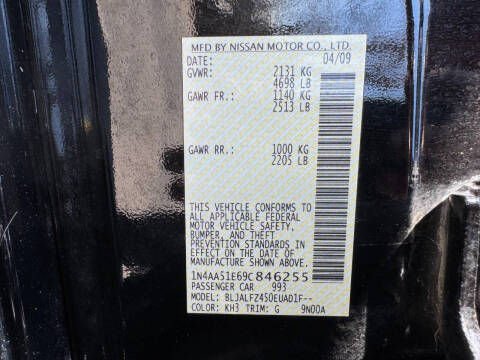 MFD BY NISSAN MOTOR CO., LTD.
DATE: 04/09
GVWR: 2131 KG
4698 LB
GAWR FR.: 1140 KG
2513 LB
GAWR RR.: 1000 KG
2205 LB
THIS VEHICLE CONFORMS TO
ALL APPLICABLE FEDERAL
MOTOR VEHICLE SAFETY,
BUMPER, AND THEFT
PREVENTION STANDARDS IN
EFFECT ON THE DATE OF
MANUFACTURE SHOWN ABOVE.
1N4AA51E69C846255
PASSENGER CAR 993
MODEL: BLJALFZ450EUAD1F--
COLOR: KH3 TRIM: G 9N00A